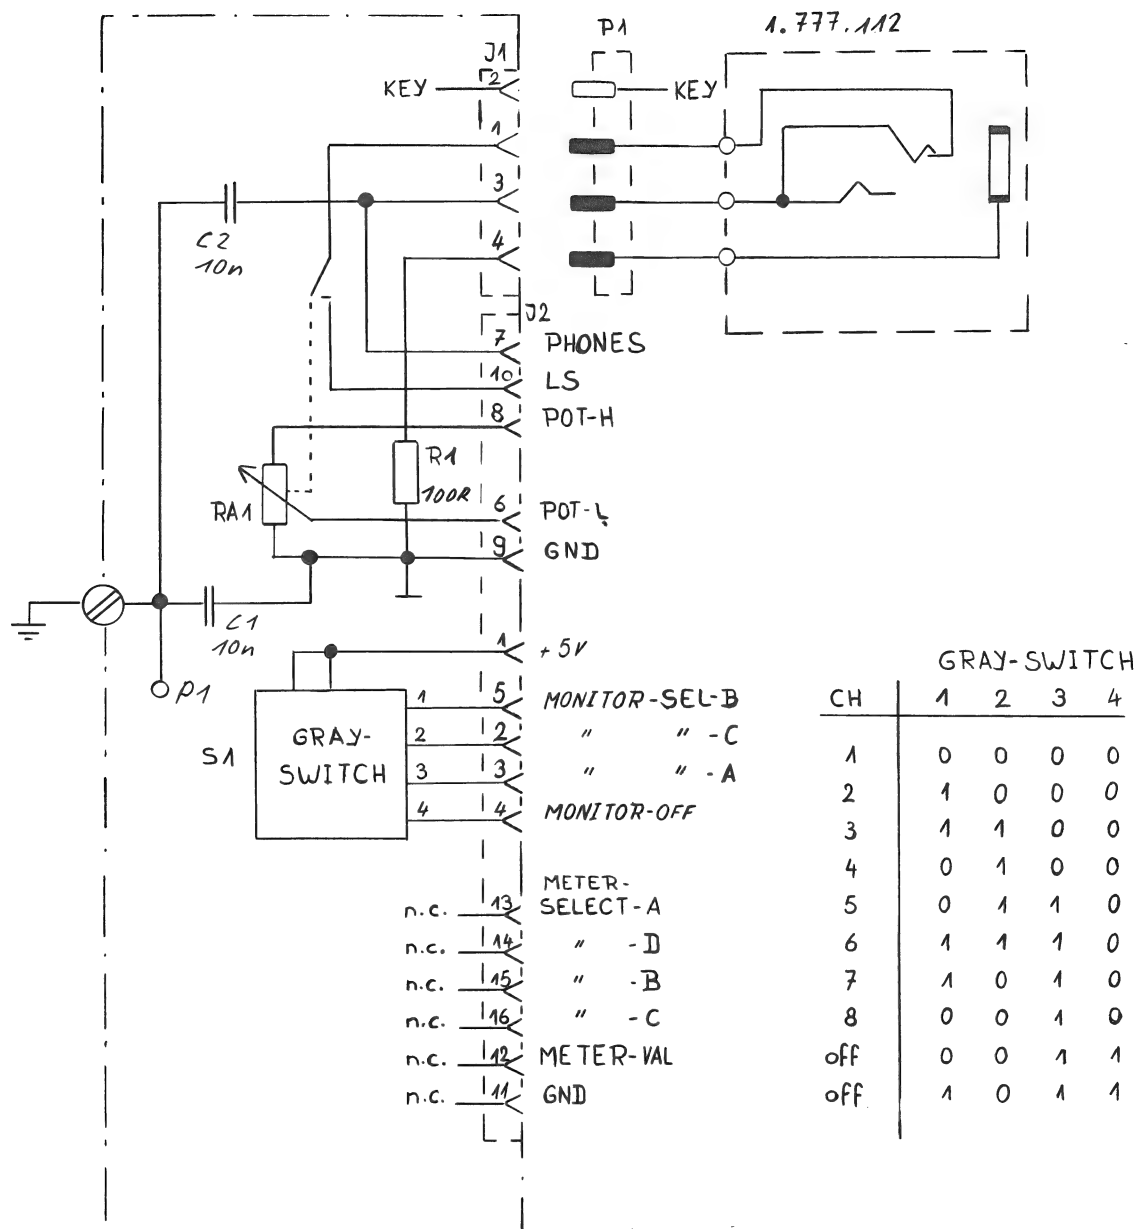 P1
1.777.112
J1
2
KEY
KEY
1
3
C2
10n
4
J2
7 PHONES
10 LS
8 POT-H
R1
100R
RA1
6 POT-L
9 GND
C1
10n
1 +5V
P1
S1
GRAY-
SWITCH
1 5 MONITOR-SEL-B
2 2 " " -C
3 3 " " -A
4 4 MONITOR-OFF
METER-
n.c. 13 SELECT-A
n.c. 14 " -D
n.c. 15 " -B
n.c. 16 " -C
n.c. 12 METER-VAL
n.c. 11 GND
GRAY-SWITCH
CH 1 2 3 4
1 0 0 0 0
2 1 0 0 0
3 1 1 0 0
4 0 1 0 0
5 0 1 1 0
6 1 1 1 0
7 1 0 1 0
8 0 0 1 0
off 0 0 1 1
off 1 0 1 1